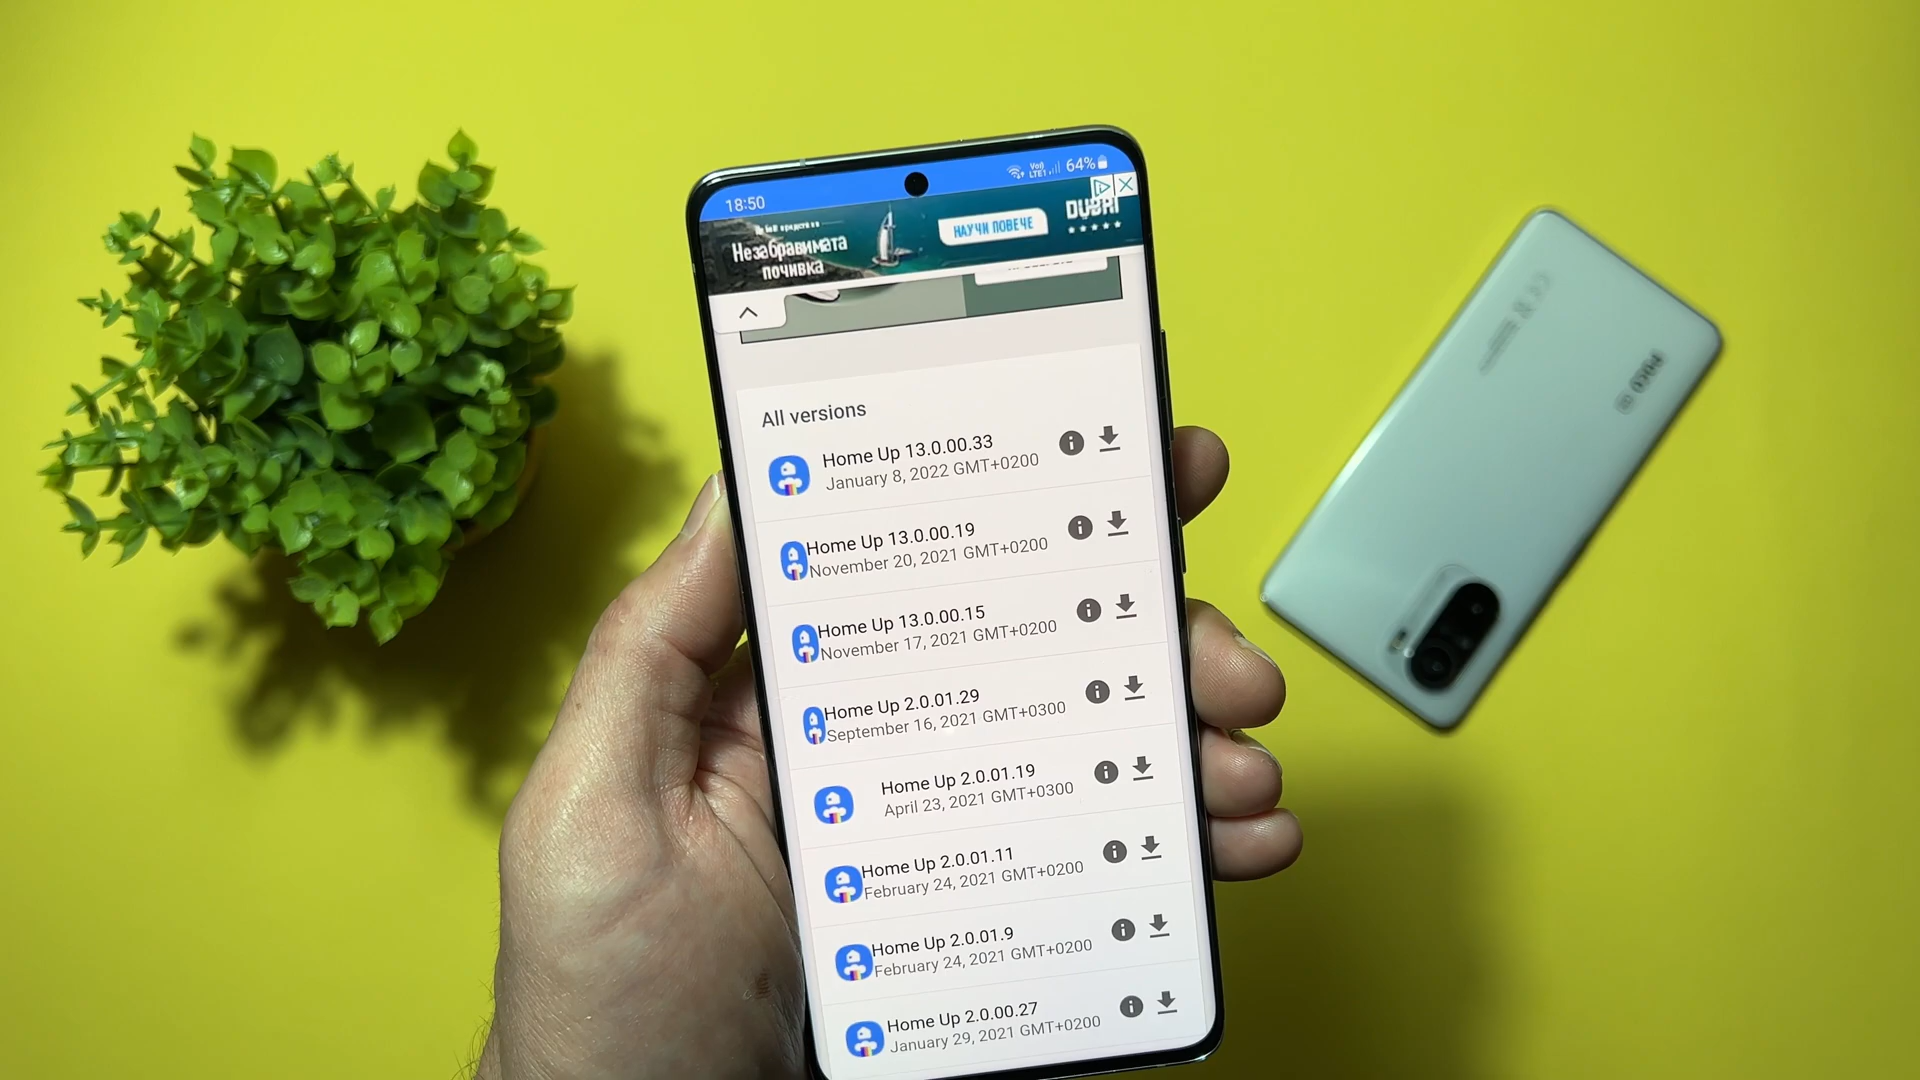 18:50
Vo)
LTE1
64%
Незабравимата
почивка
НАУЧИ ПОВЕЧЕ
DUBAI
All versions
Home Up 13.0.00.33
January 8, 2022 GMT+0200
Home Up 13.0.00.19
November 20, 2021 GMT+0200
Home Up 13.0.00.15
November 17, 2021 GMT+0200
Home Up 2.0.01.29
September 16, 2021 GMT+0300
Home Up 2.0.01.19
April 23, 2021 GMT+0300
Home Up 2.0.01.11
February 24, 2021 GMT+0200
Home Up 2.0.01.9
February 24, 2021 GMT+0200
Home Up 2.0.00.27
January 29, 2021 GMT+0200
POCO